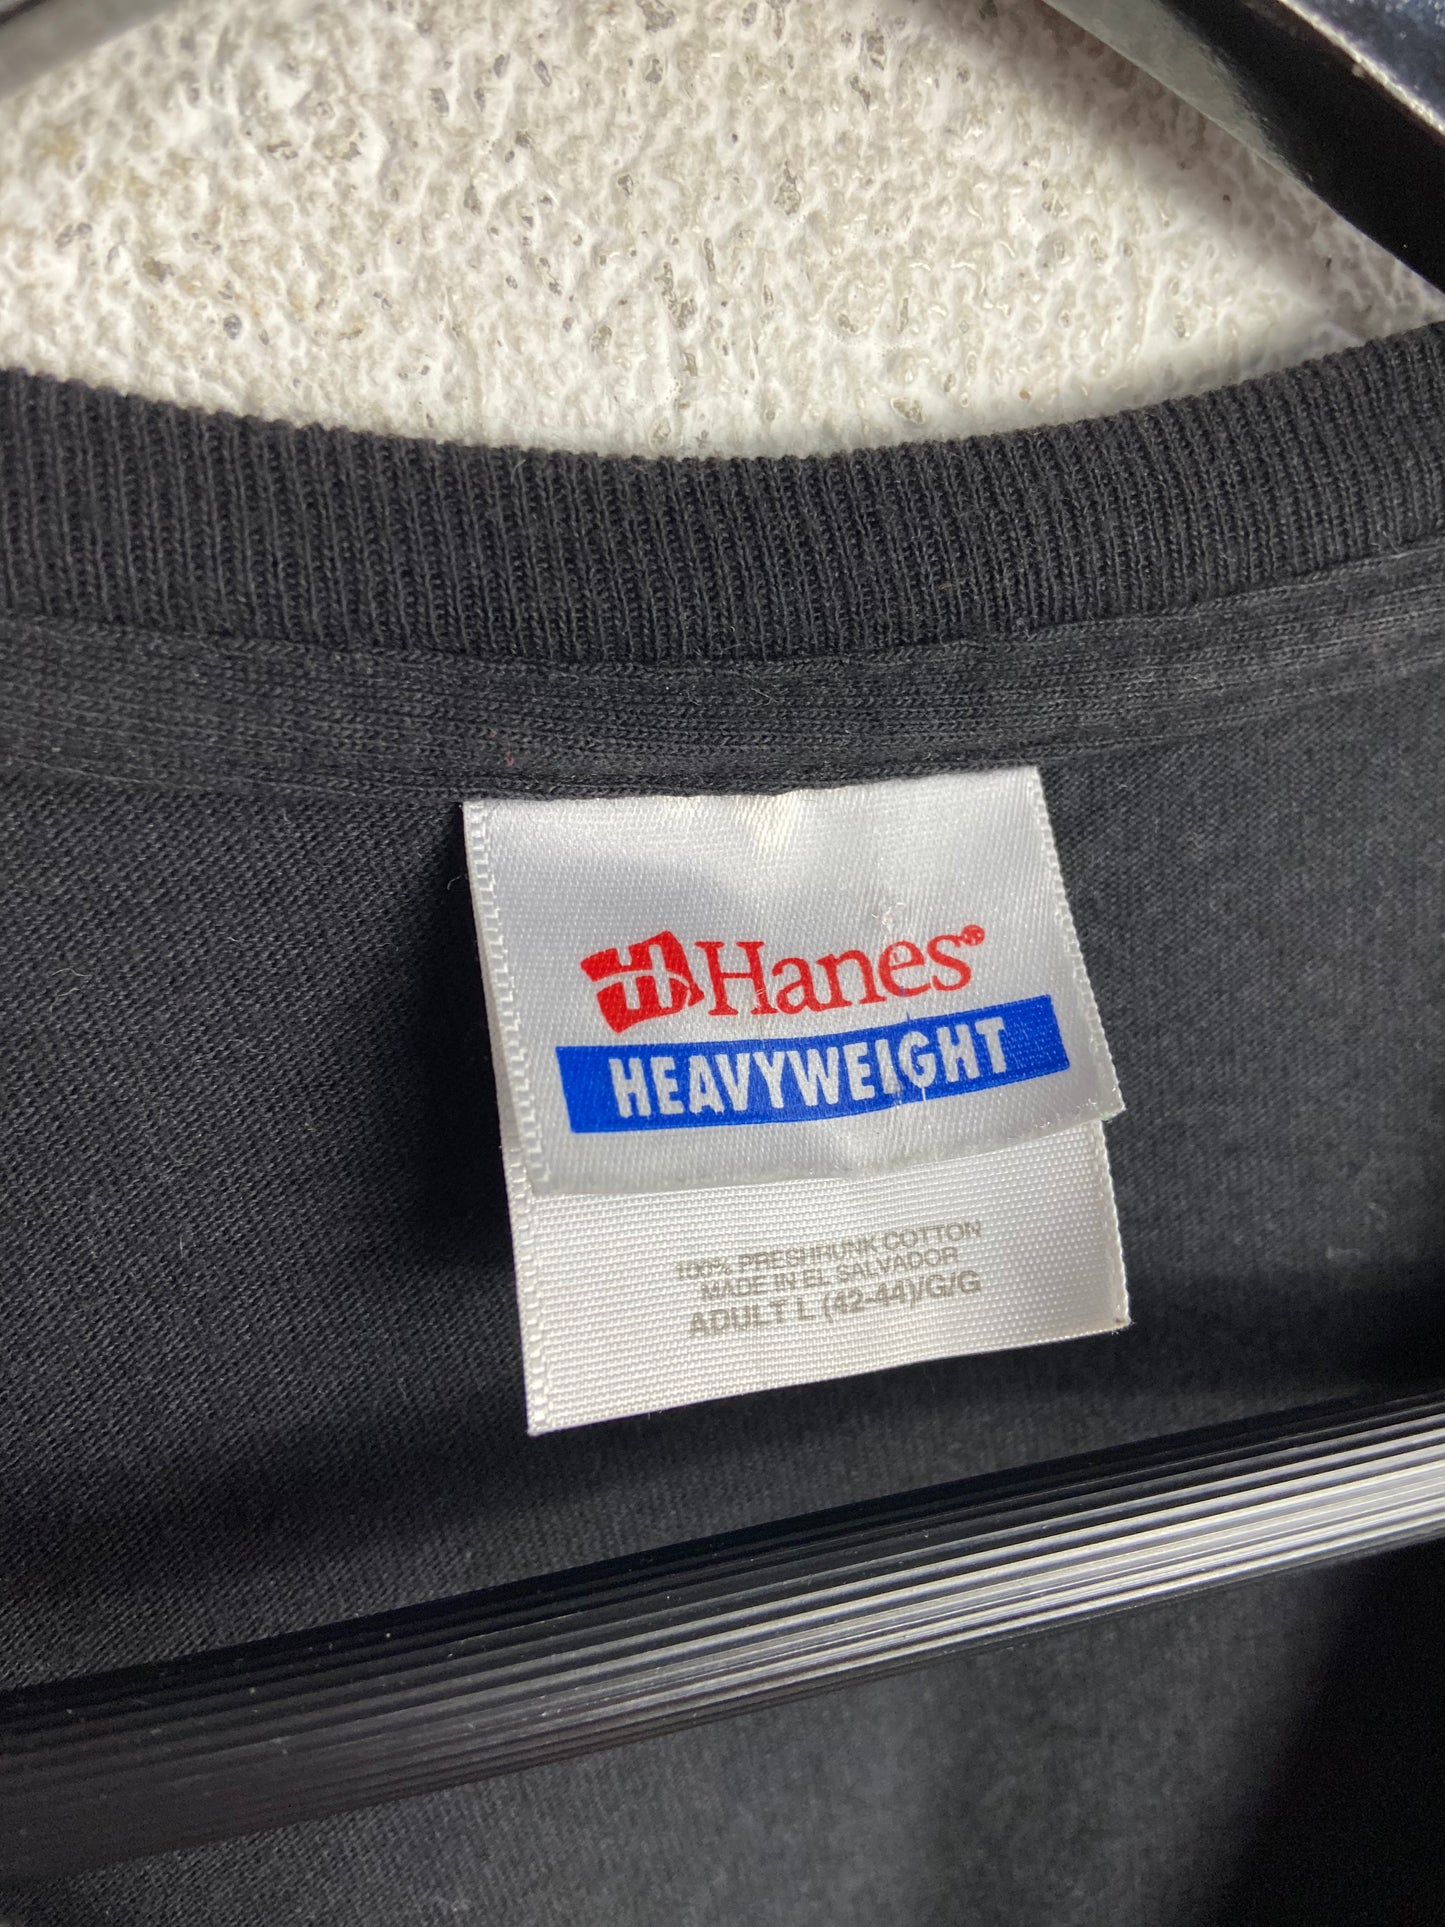 Hanes®
HEAVYWEIGHT
100% PRESHRUNK COTTON
MADE IN EL SALVADOR
ADULT L (42-44)/G/G